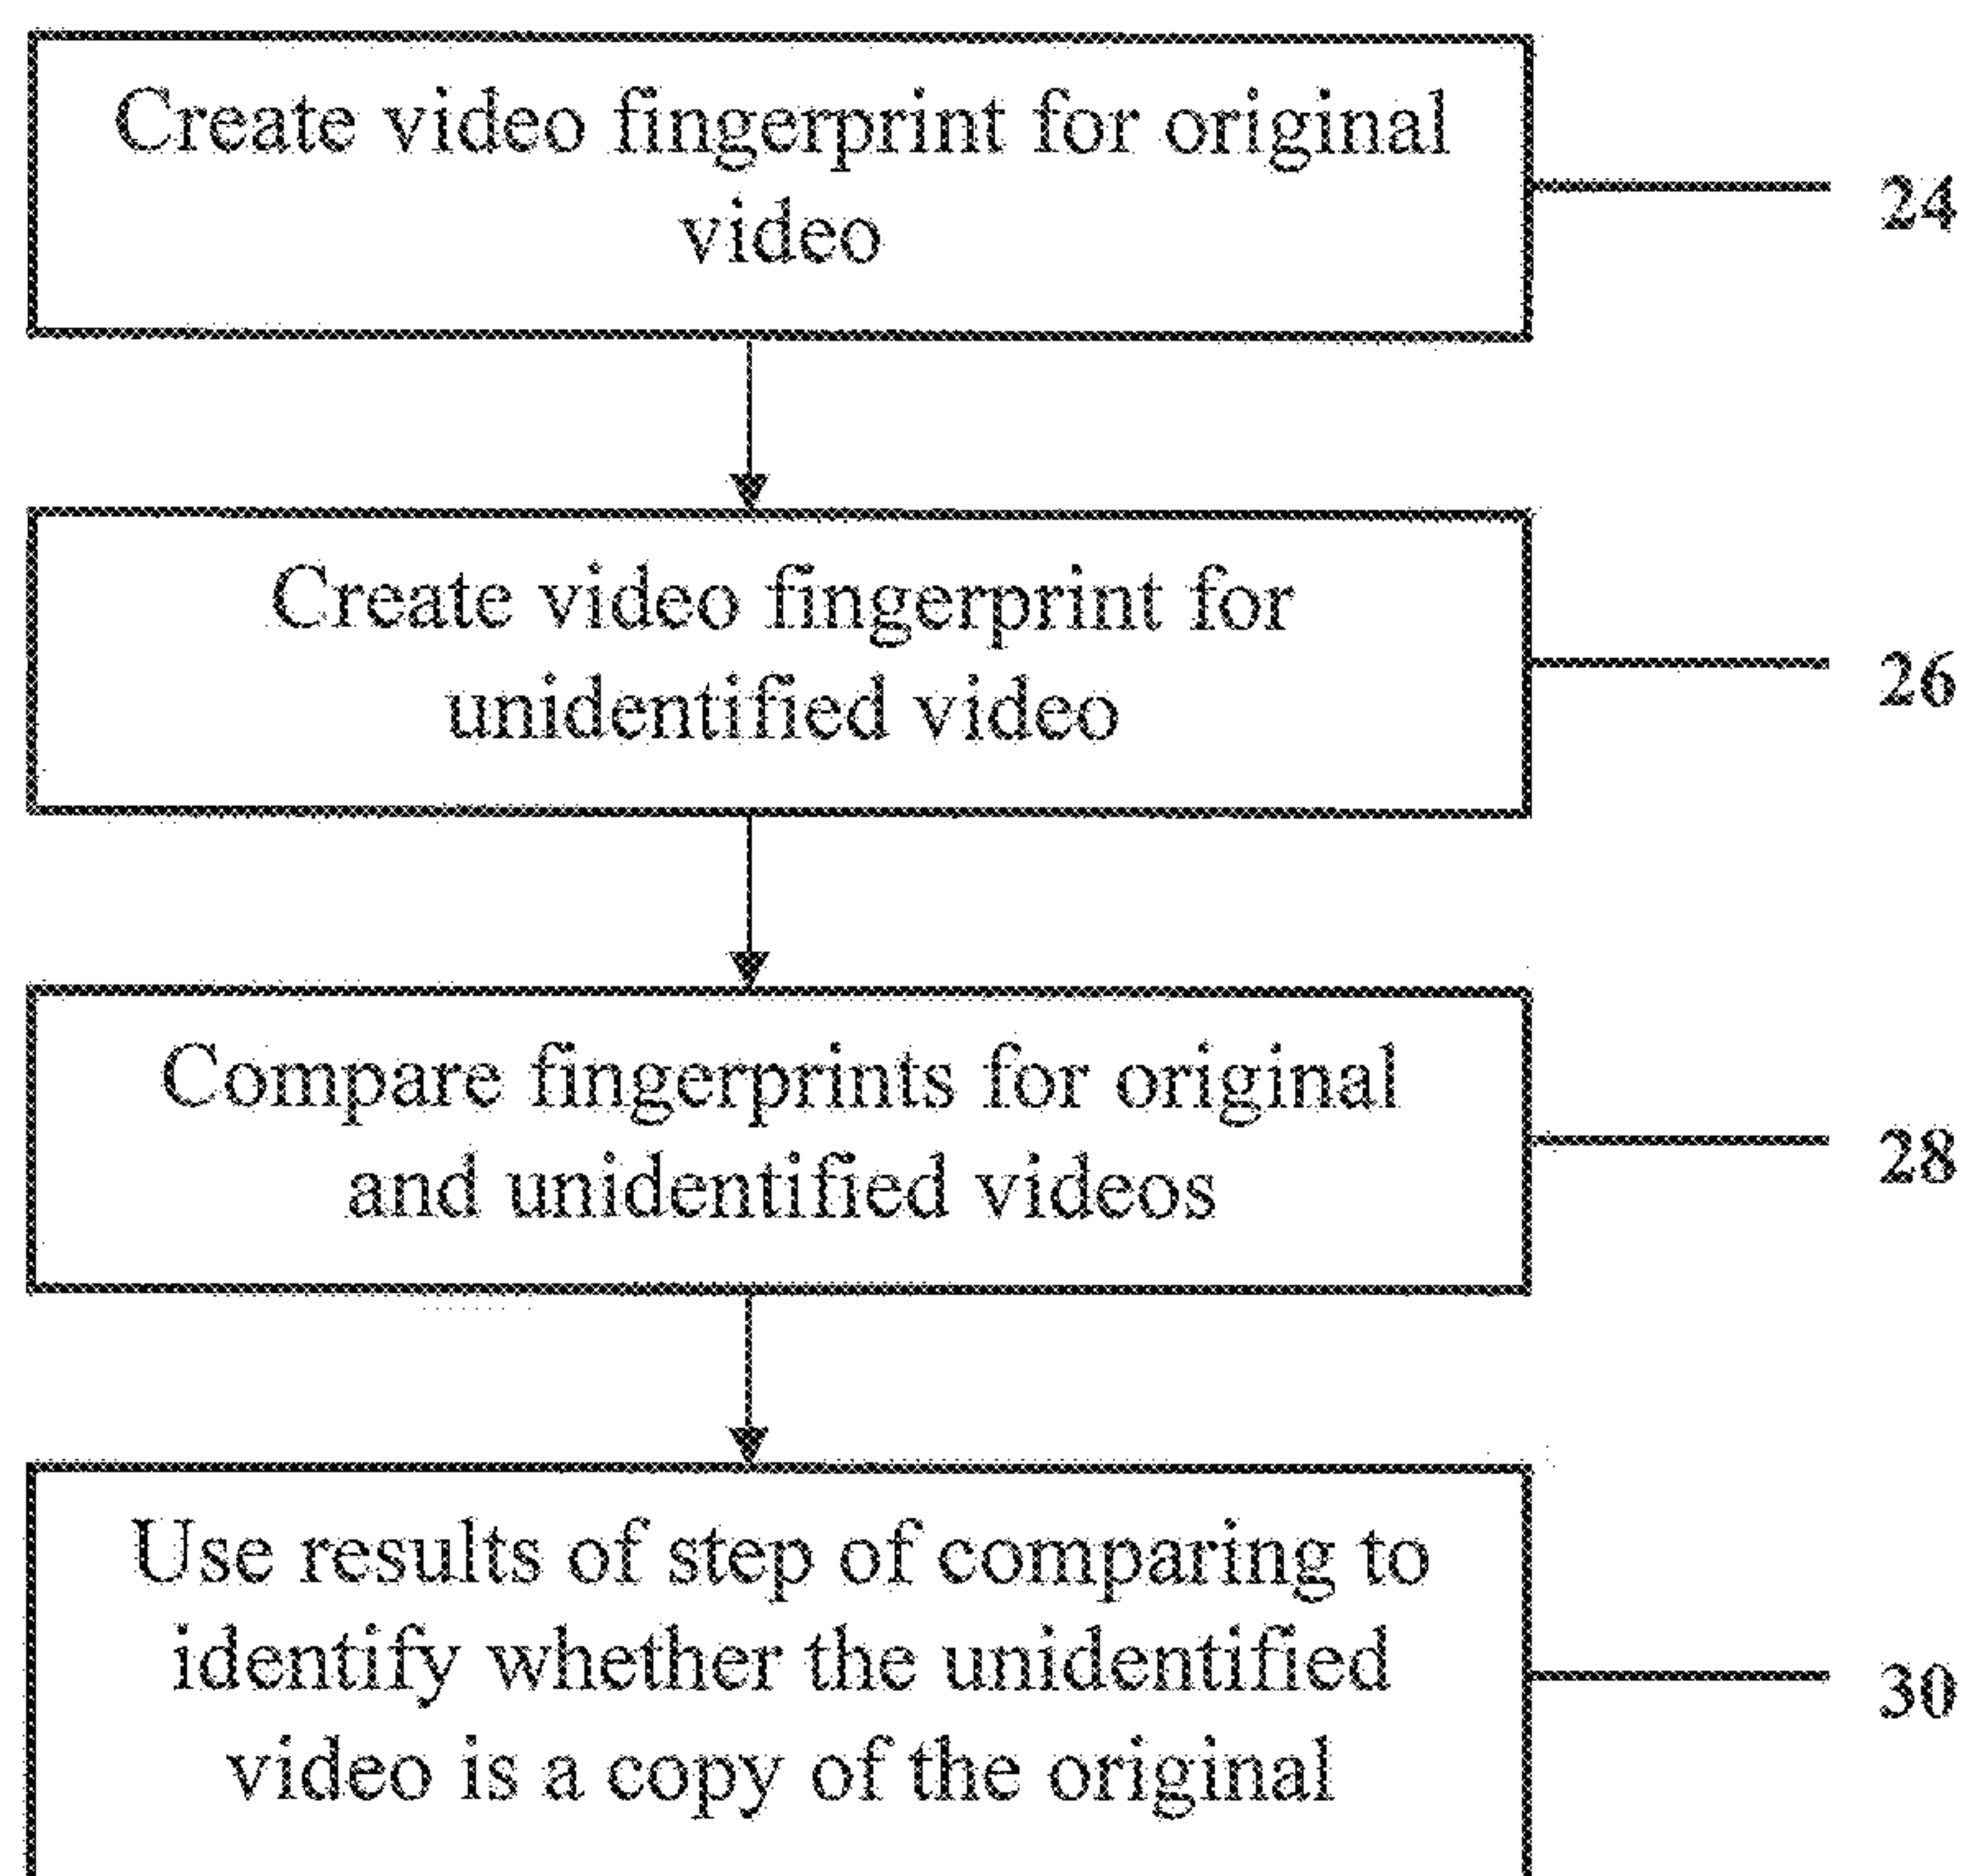 Create video fingerprint for original
video
24
Create video fingerprint for
unidentified video
26
Compare fingerprints for original
and unidentified videos
28
Use results of step of comparing to
identify whether the unidentified
video is a copy of the original
30